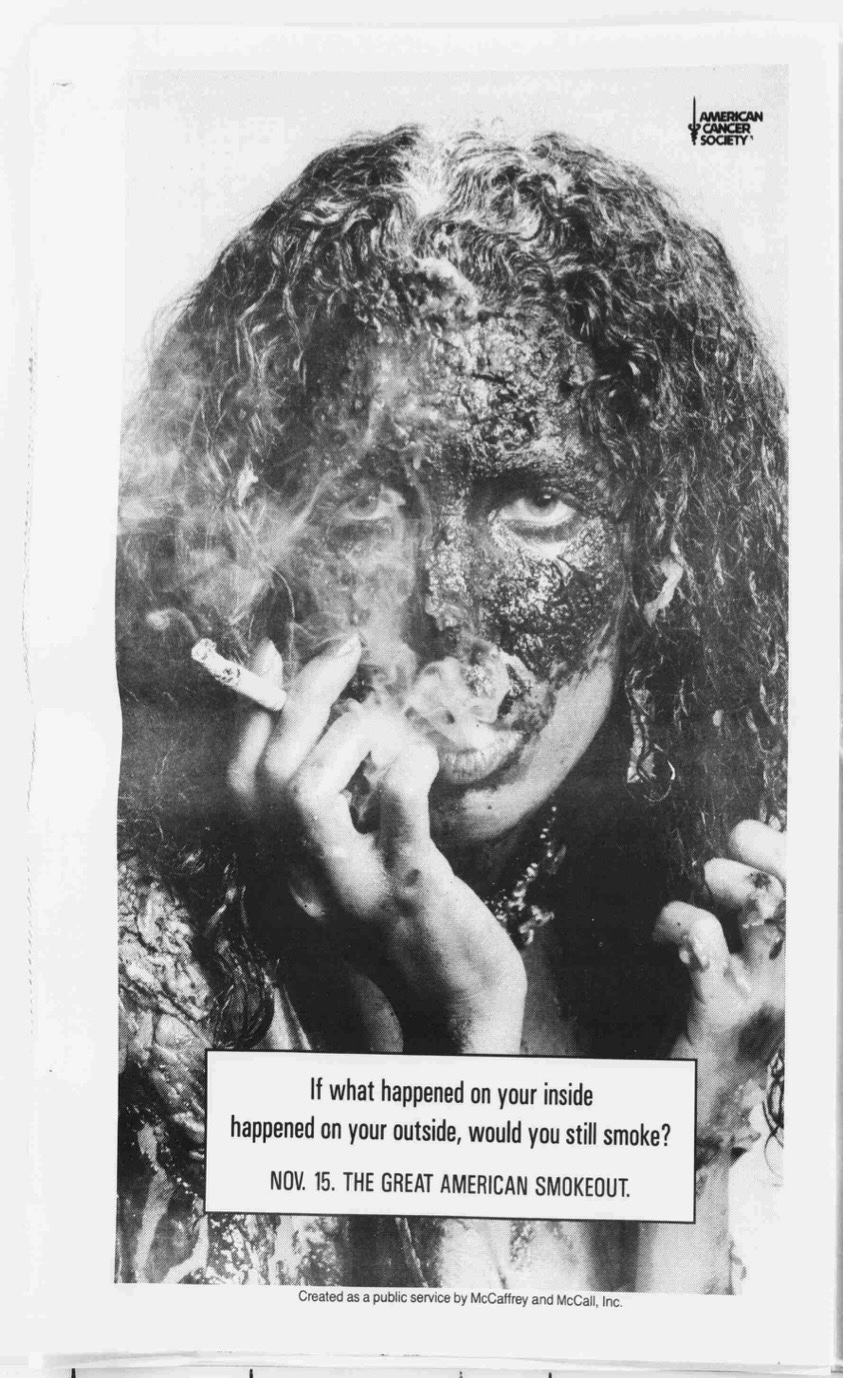 AMERICAN
CANCER
SOCIETY
If what happened on your inside
happened on your outside, would you still smoke?
NOV. 15. THE GREAT AMERICAN SMOKEOUT.
Created as a public service by McCaffrey and McCall, Inc.